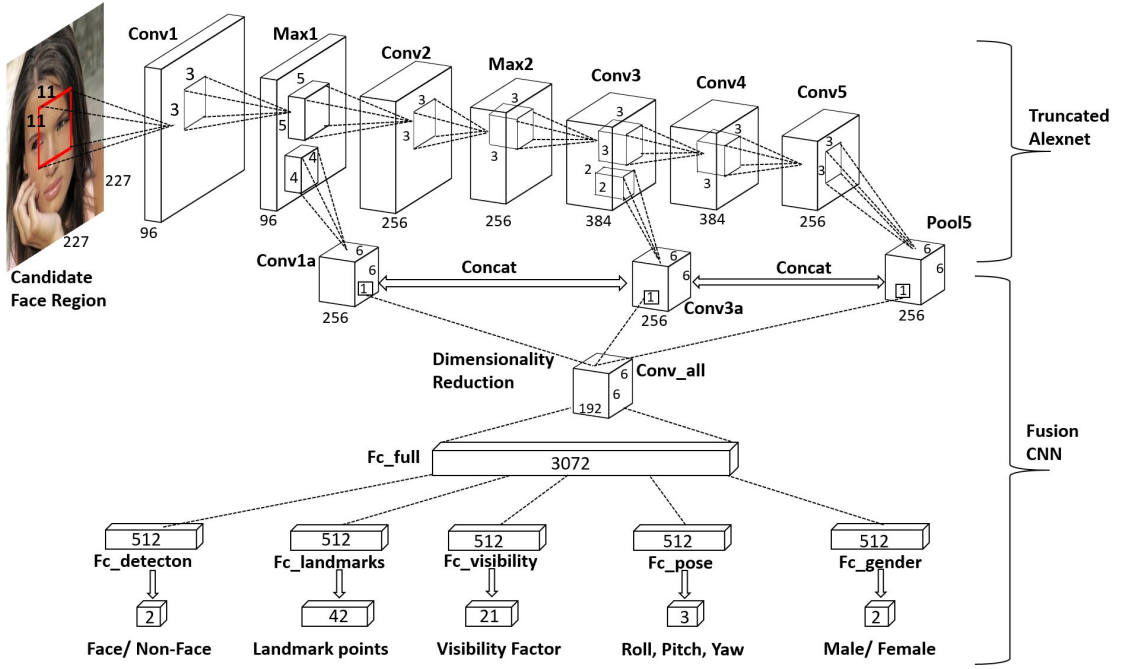 Conv1
Max1
Conv2
Max2
Conv3
Conv4
Conv5
Truncated
Alexnet
11
11
227
227
3
3
96
5
5
4
4
96
3
3
256
3
3
256
3
3
2
2
384
3
3
384
3
3
256
Candidate
Face Region
Conv1a
6
6
1
256
Concat
6
6
1
256
Conv3a
Concat
Pool5
6
6
1
256
Dimensionality
Reduction
Conv_all
6
6
192
Fusion
CNN
Fc_full
3072
512
512
512
512
512
Fc_detecton
Fc_landmarks
Fc_visibility
Fc_pose
Fc_gender
2
42
21
3
2
Face/ Non-Face
Landmark points
Visibility Factor
Roll, Pitch, Yaw
Male/ Female